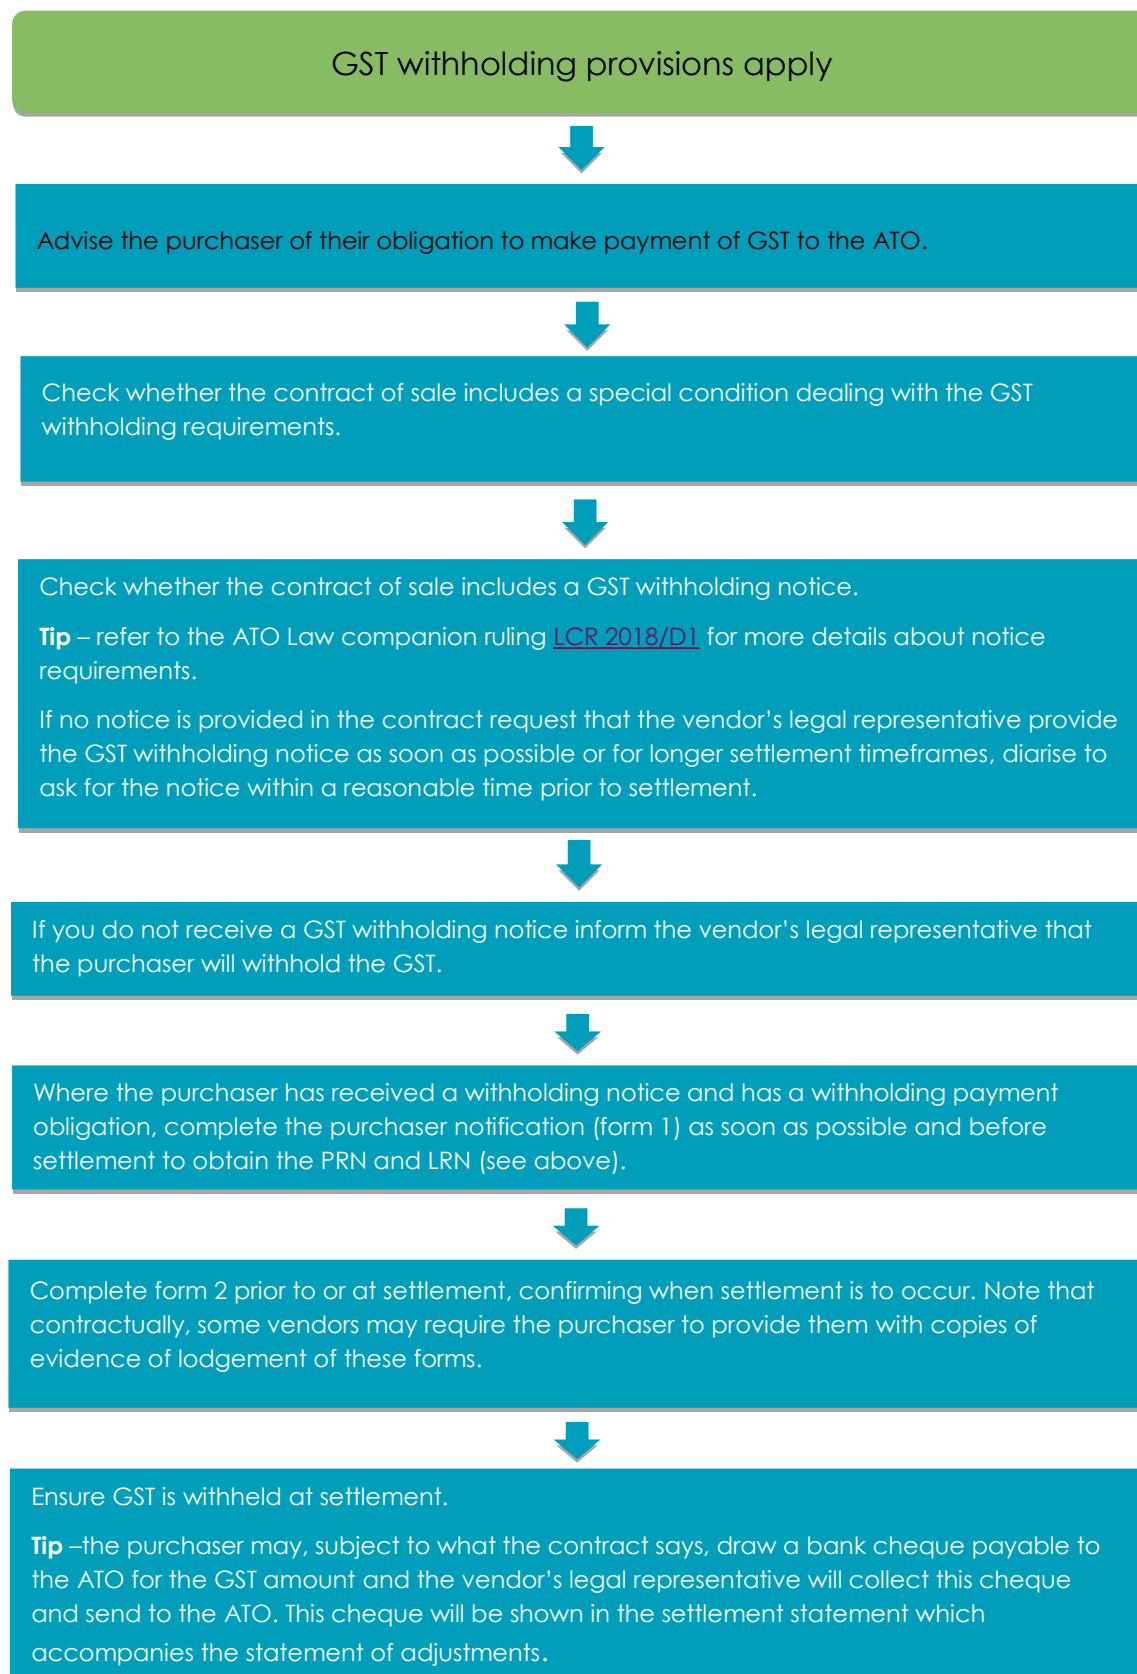 GST withholding provisions apply
Advise the purchaser of their obligation to make payment of GST to the ATO.
Check whether the contract of sale includes a special condition dealing with the GST
withholding requirements.
Check whether the contract of sale includes a GST withholding notice.
Tip – refer to the ATO Law companion ruling LCR 2018/D1 for more details about notice
requirements.
If no notice is provided in the contract request that the vendor's legal representative provide
the GST withholding notice as soon as possible or for longer settlement timeframes, diarise to
ask for the notice within a reasonable time prior to settlement.
If you do not receive a GST withholding notice inform the vendor's legal representative that
the purchaser will withhold the GST.
Where the purchaser has received a withholding notice and has a withholding payment
obligation, complete the purchaser notification (form 1) as soon as possible and before
settlement to obtain the PRN and LRN (see above).
Complete form 2 prior to or at settlement, confirming when settlement is to occur. Note that
contractually, some vendors may require the purchaser to provide them with copies of
evidence of lodgement of these forms.
Ensure GST is withheld at settlement.
Tip –the purchaser may, subject to what the contract says, draw a bank cheque payable to
the ATO for the GST amount and the vendor's legal representative will collect this cheque
and send to the ATO. This cheque will be shown in the settlement statement which
accompanies the statement of adjustments.